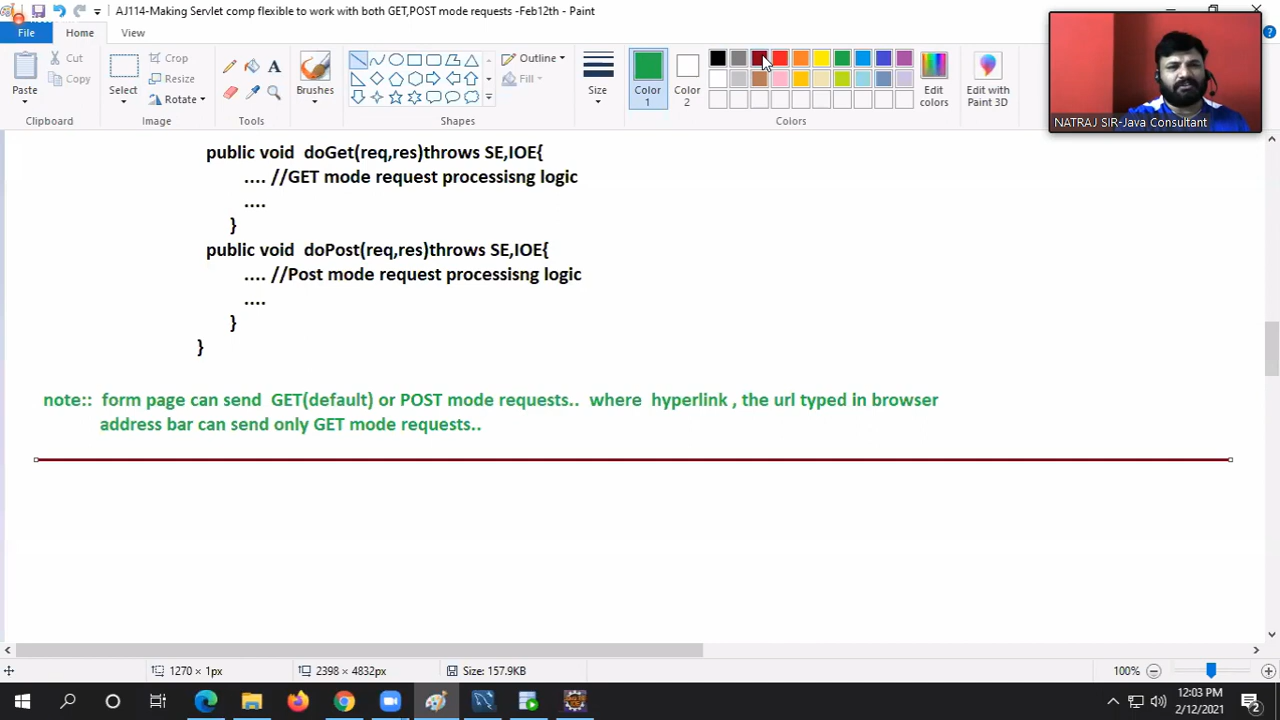 AJ114-Making Servlet comp flexible to work with both GET,POST mode requests -Feb12th - Paint
File
Home
View
Paste
Cut
Copy
Clipboard
Select
Crop
Resize
Rotate
Image
Tools
Brushes
Outline
Fill
Shapes
Size
Color 1
Color 2
Edit colors
Edit with Paint 3D
Colors
NATRAJ SIR-Java Consultant
public void doGet(req,res)throws SE,IOE{
.... //GET mode request processisng logic
....
}
public void doPost(req,res)throws SE,IOE{
.... //Post mode request processisng logic
....
}
}
note:: form page can send GET(default) or POST mode requests.. where hyperlink , the url typed in browser
address bar can send only GET mode requests..
1270 × 1px
2398 × 4832px
Size: 157.9KB
100%
12:03 PM
2/12/2021
2